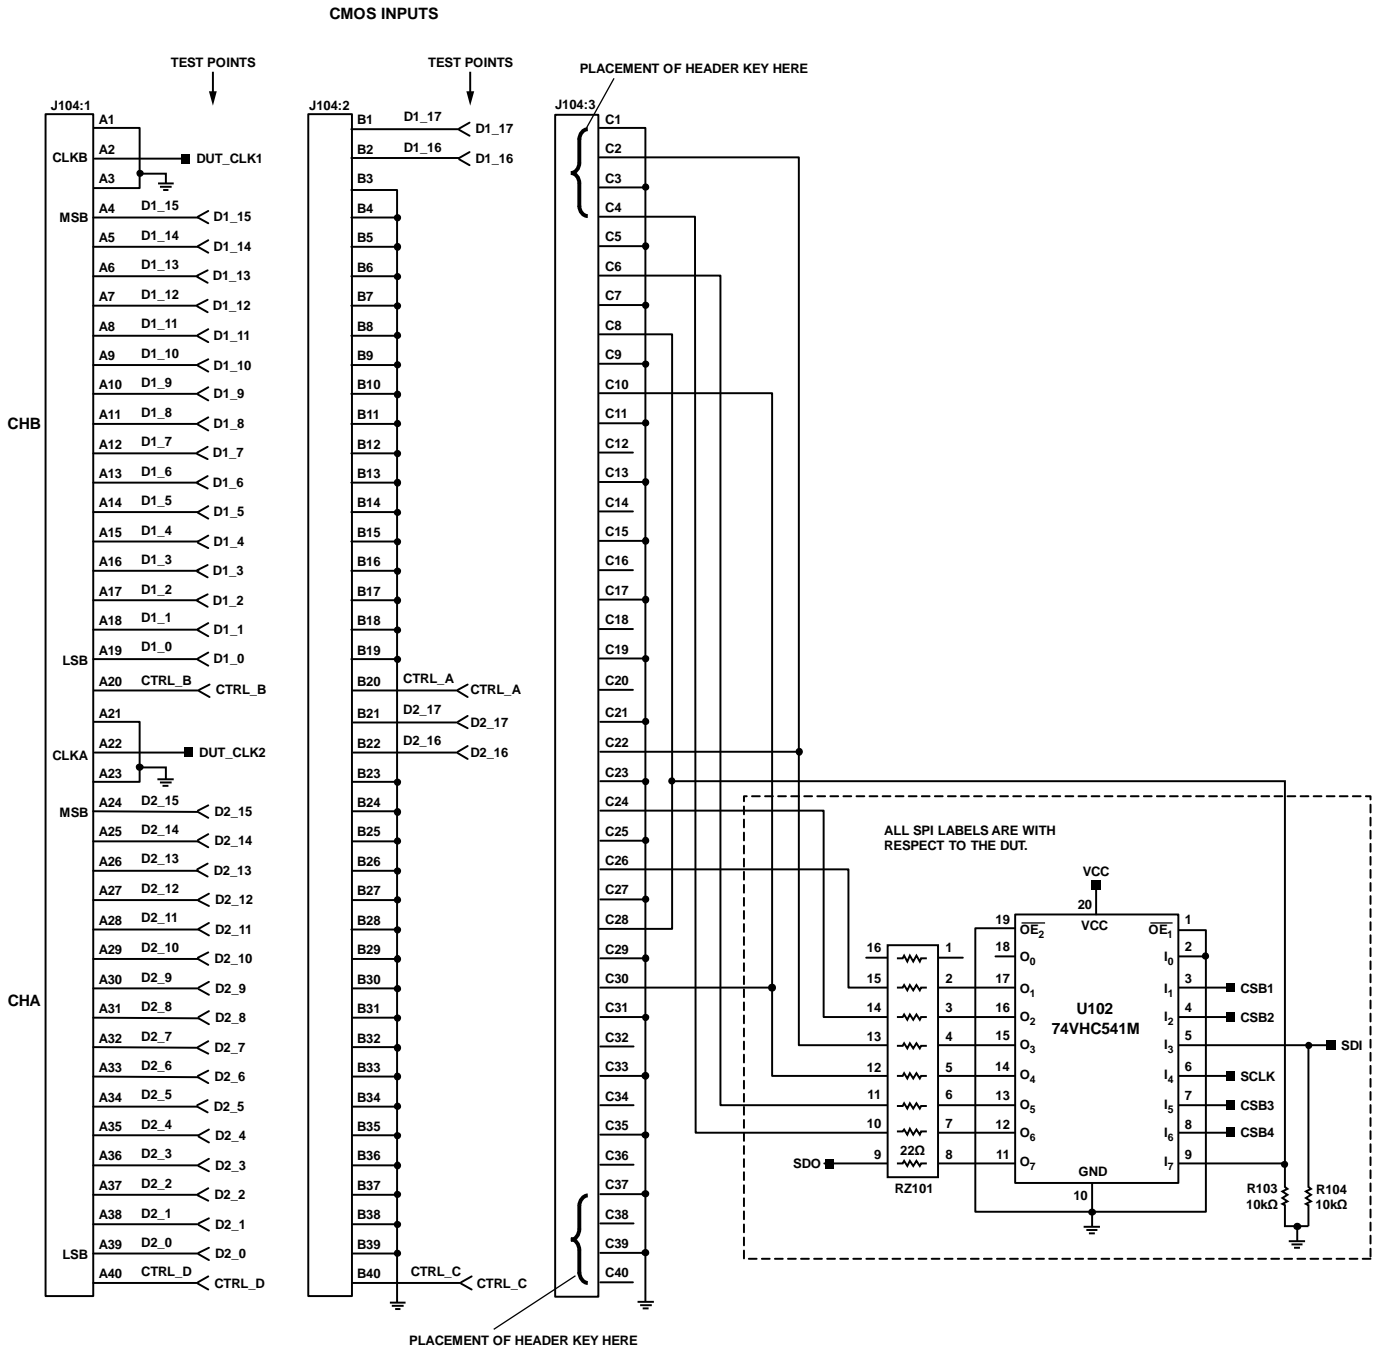 CMOS INPUTS
TEST POINTS
TEST POINTS
PLACEMENT OF HEADER KEY HERE
J104:1
J104:2
J104:3
CHB
CHA
A1
CLKB A2 DUT_CLK1
A3
MSB A4 D1_15 D1_15
A5 D1_14 D1_14
A6 D1_13 D1_13
A7 D1_12 D1_12
A8 D1_11 D1_11
A9 D1_10 D1_10
A10 D1_9 D1_9
A11 D1_8 D1_8
A12 D1_7 D1_7
A13 D1_6 D1_6
A14 D1_5 D1_5
A15 D1_4 D1_4
A16 D1_3 D1_3
A17 D1_2 D1_2
A18 D1_1 D1_1
LSB A19 D1_0 D1_0
A20 CTRL_B CTRL_B
A21
CLKA A22 DUT_CLK2
A23
MSB A24 D2_15 D2_15
A25 D2_14 D2_14
A26 D2_13 D2_13
A27 D2_12 D2_12
A28 D2_11 D2_11
A29 D2_10 D2_10
A30 D2_9 D2_9
A31 D2_8 D2_8
A32 D2_7 D2_7
A33 D2_6 D2_6
A34 D2_5 D2_5
A35 D2_4 D2_4
A36 D2_3 D2_3
A37 D2_2 D2_2
A38 D2_1 D2_1
LSB A39 D2_0 D2_0
A40 CTRL_D CTRL_D
B1 D1_17 D1_17
B2 D1_16 D1_16
B3
B4
B5
B6
B7
B8
B9
B10
B11
B12
B13
B14
B15
B16
B17
B18
B19
B20 CTRL_A CTRL_A
B21 D2_17 D2_17
B22 D2_16 D2_16
B23
B24
B25
B26
B27
B28
B29
B30
B31
B32
B33
B34
B35
B36
B37
B38
B39
B40 CTRL_C CTRL_C
C1
C2
C3
C4
C5
C6
C7
C8
C9
C10
C11
C12
C13
C14
C15
C16
C17
C18
C19
C20
C21
C22
C23
C24
C25
C26
C27
C28
C29
C30
C31
C32
C33
C34
C35
C36
C37
C38
C39
C40
PLACEMENT OF HEADER KEY HERE
ALL SPI LABELS ARE WITH
RESPECT TO THE DUT.
VCC
20
VCC
19 OE2 OE1 1
16 1 18 O0 I0 2
15 2 17 O1 I1 3 CSB1
14 3 16 O2 I2 4 CSB2
13 4 15 O3 I3 5 SDI
12 5 14 O4 I4 6 SCLK
11 6 13 O5 I5 7 CSB3
10 7 12 O6 I6 8 CSB4
SDO 9 8 11 O7 I7 9
U102
74VHC541M
22Ω
RZ101
GND
10
R103
10kΩ
R104
10kΩ